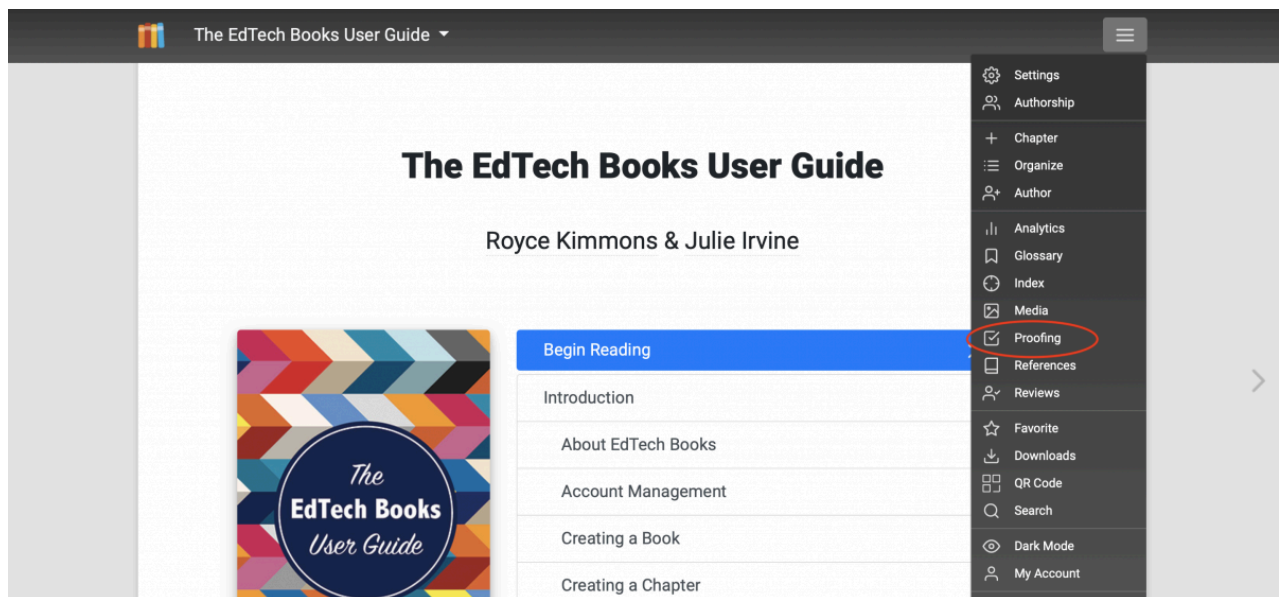 The EdTech Books User Guide
Settings
Authorship
Chapter
Organize
Author
Analytics
Glossary
Index
Media
Proofing
References
Reviews
Favorite
Downloads
QR Code
Search
Dark Mode
My Account
The EdTech Books User Guide
Royce Kimmons & Julie Irvine
The
EdTech Books
User Guide
Begin Reading
Introduction
About EdTech Books
Account Management
Creating a Book
Creating a Chapter